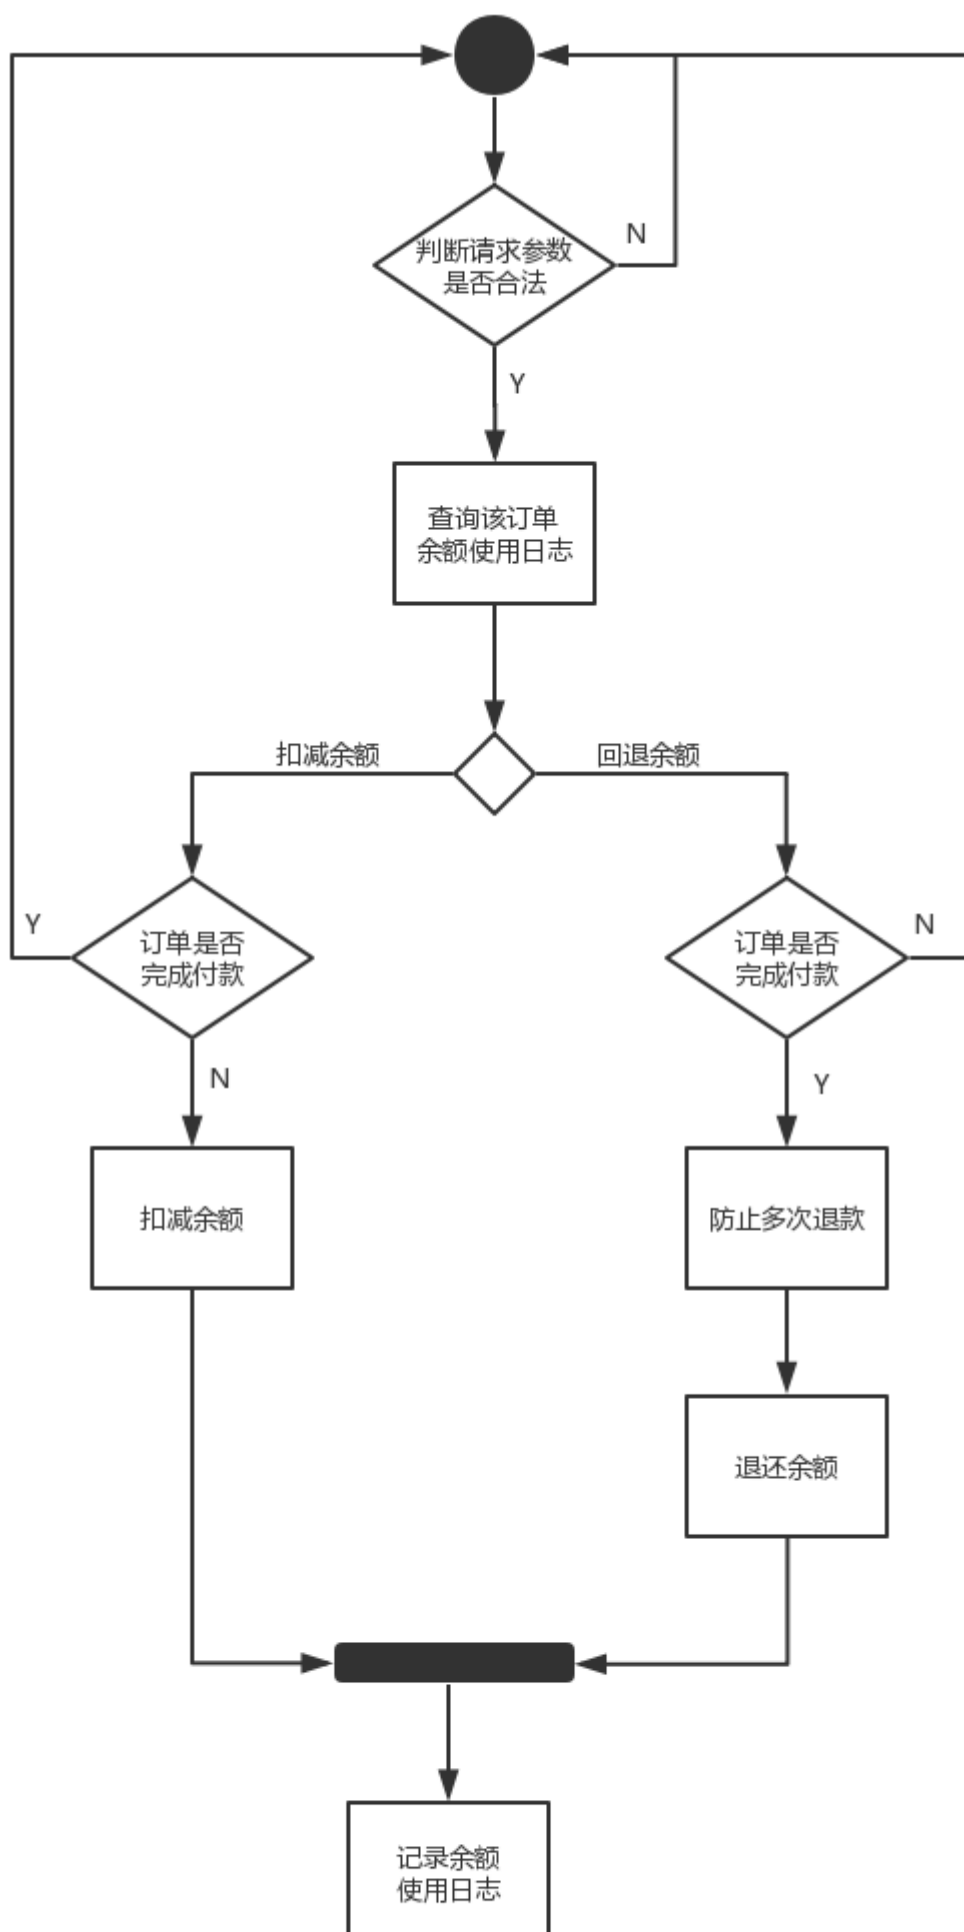 判断请求参数
是否合法
N
Y
查询该订单
余额使用日志
扣减余额
回退余额
Y
订单是否
完成付款
订单是否
完成付款
N
N
Y
扣减余额
防止多次退款
退还余额
记录余额
使用日志